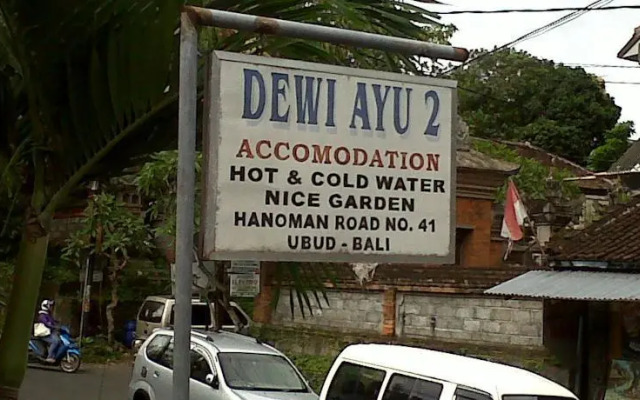 DEWI AYU 2
ACCOMODATION
HOT & COLD WATER
NICE GARDEN
HANOMAN ROAD NO. 41
UBUD - BALI